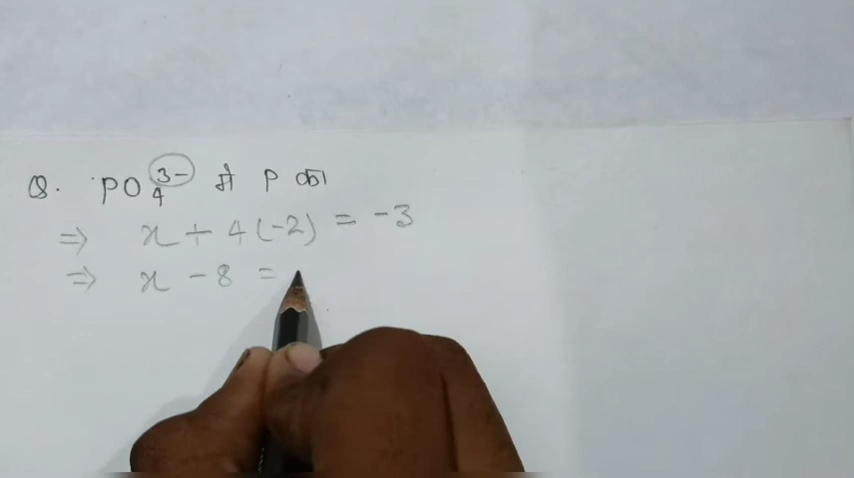 Q. PO₄³⁻ में P का
⇒ x + 4(-2) = -3
⇒ x - 8 =